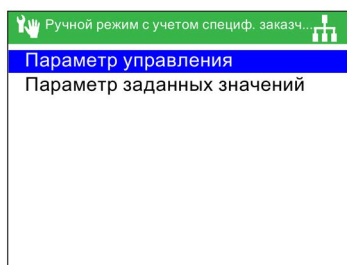 Ручной режим с учетом специф. заказч...
Параметр управления
Параметр заданных значений